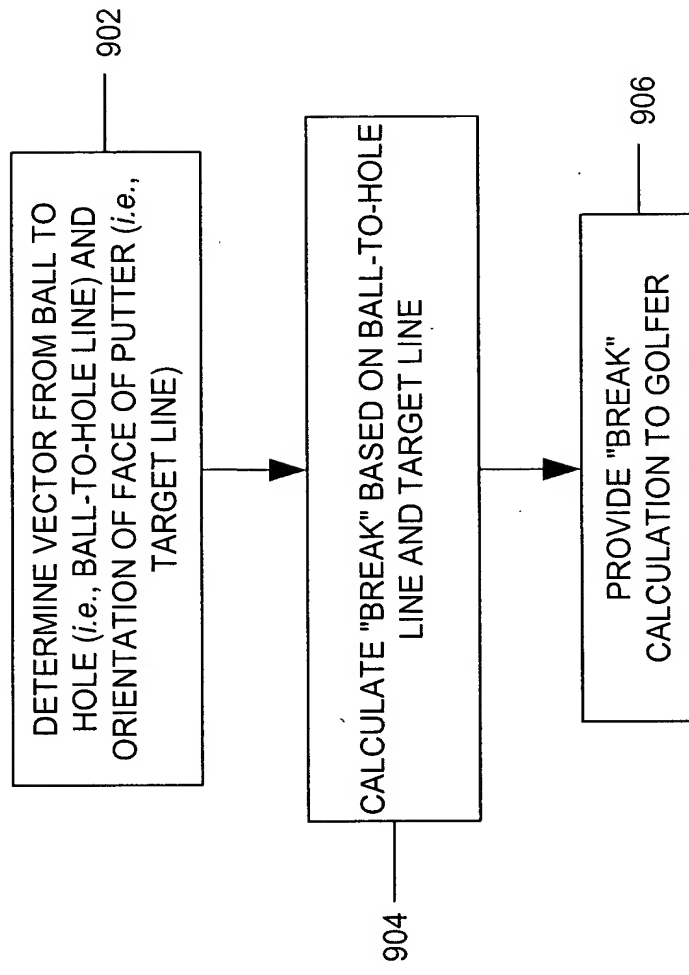 DETERMINE VECTOR FROM BALL TO
HOLE (i.e., BALL-TO-HOLE LINE) AND
ORIENTATION OF FACE OF PUTTER (i.e.,
TARGET LINE)
902
CALCULATE "BREAK" BASED ON BALL-TO-HOLE
LINE AND TARGET LINE
904
PROVIDE "BREAK"
CALCULATION TO GOLFER
906